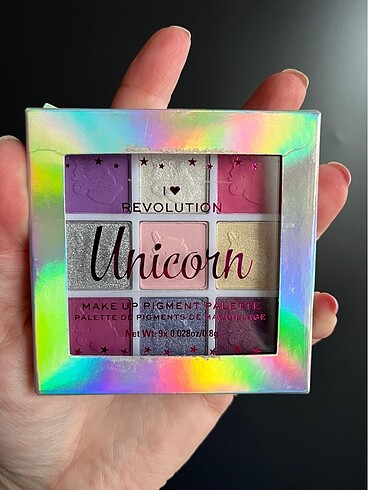 I ♥
REVOLUTION
Unicorn
MAKE UP PIGMENT PALETTE
PALETTE DE PIGMENTS DE MAQUILLAGE
Net Wt: 9x 0.028oz/0.8g